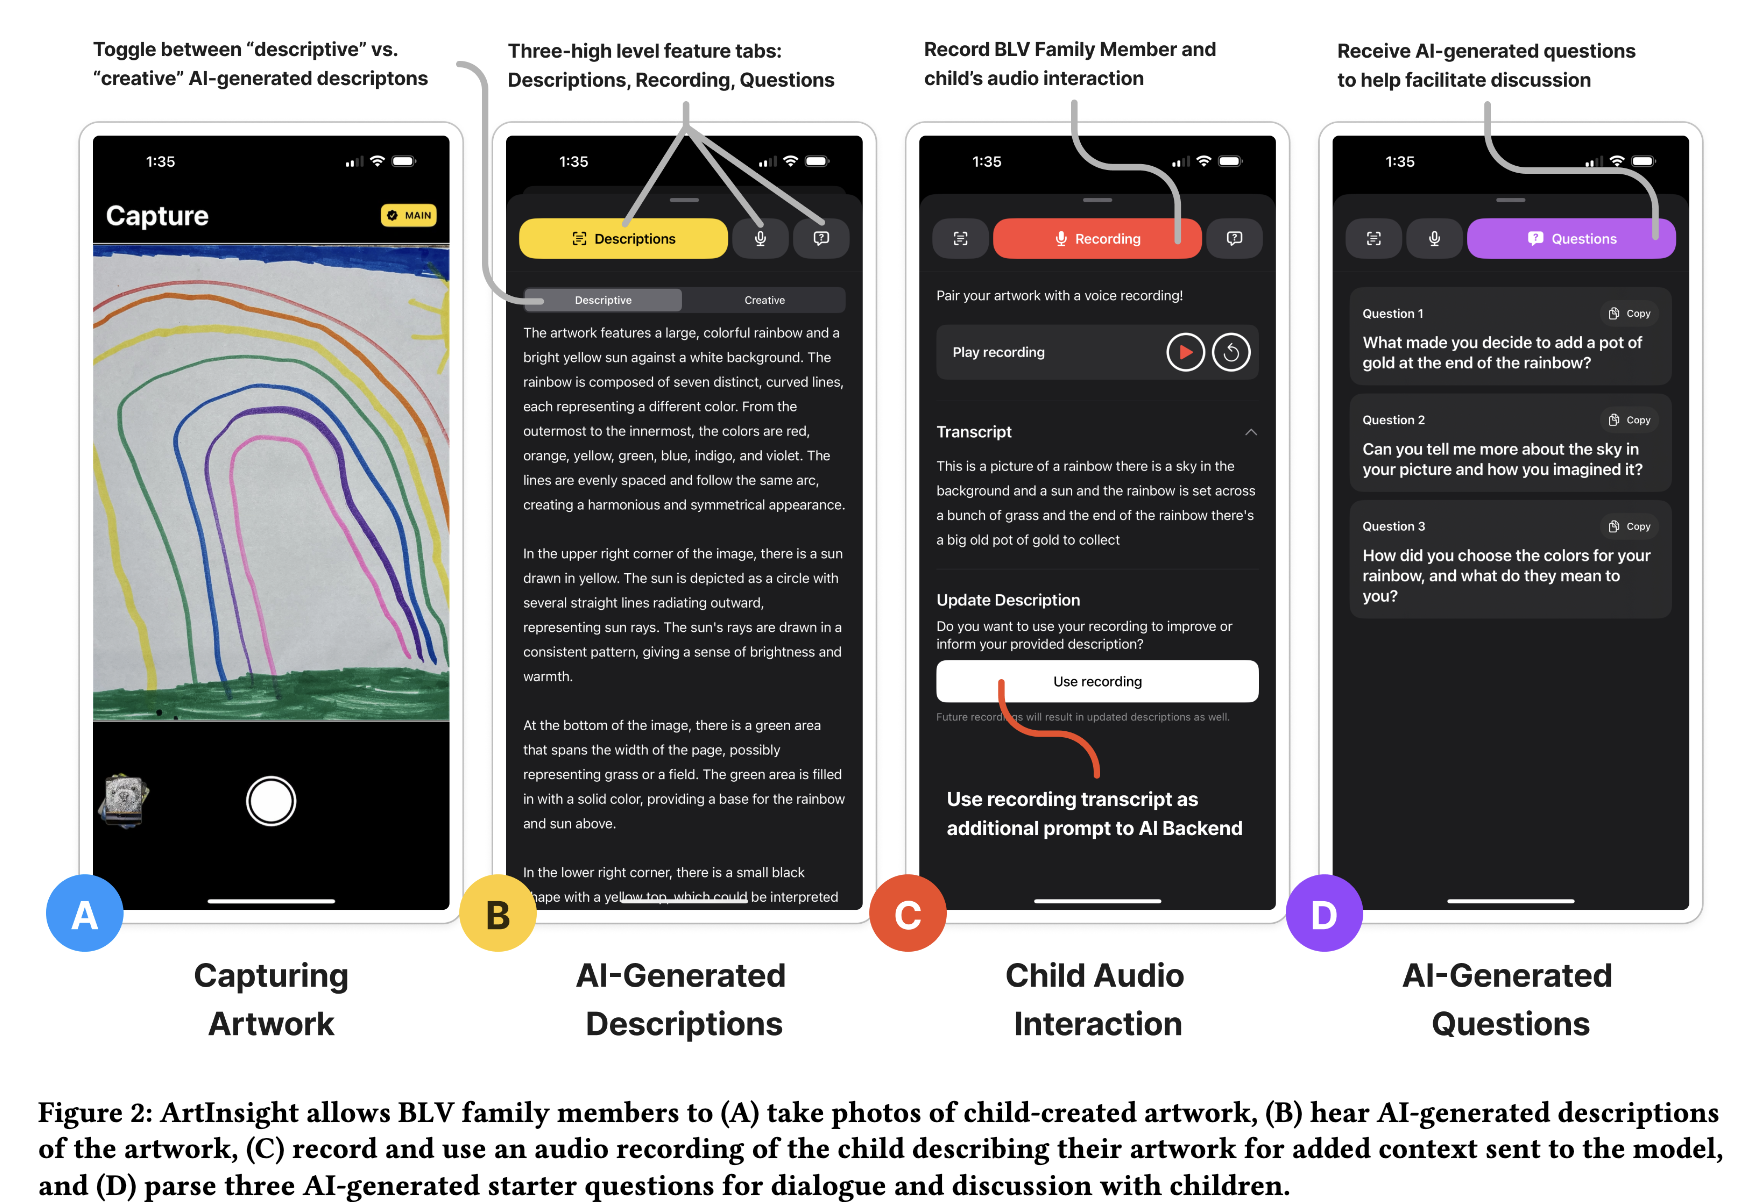 Toggle between “descriptive” vs.
“creative” AI-generated descriptons
Three-high level feature tabs:
Descriptions, Recording, Questions
Record BLV Family Member and
child’s audio interaction
Receive AI-generated questions
to help facilitate discussion
1:35
Capture
MAIN
A
Capturing
Artwork
1:35
Descriptions
Descriptive
Creative
The artwork features a large, colorful rainbow and a
bright yellow sun against a white background. The
rainbow is composed of seven distinct, curved lines,
each representing a different color. From the
outermost to the innermost, the colors are red,
orange, yellow, green, blue, indigo, and violet. The
lines are evenly spaced and follow the same arc,
creating a harmonious and symmetrical appearance.
In the upper right corner of the image, there is a sun
drawn in yellow. The sun is depicted as a circle with
several straight lines radiating outward,
representing sun rays. The sun's rays are drawn in a
consistent pattern, giving a sense of brightness and
warmth.
At the bottom of the image, there is a green area
that spans the width of the page, possibly
representing grass or a field. The green area is filled
in with a solid color, providing a base for the rainbow
and sun above.
In the lower right corner, there is a small black
shape with a yellow top, which could be interpreted
B
AI-Generated
Descriptions
1:35
Recording
Pair your artwork with a voice recording!
Play recording
Transcript
This is a picture of a rainbow there is a sky in the
background and a sun and the rainbow is set across
a bunch of grass and the end of the rainbow there's
a big old pot of gold to collect
Update Description
Do you want to use your recording to improve or
inform your provided description?
Use recording
Future recordings will result in updated descriptions as well.
Use recording transcript as
additional prompt to AI Backend
C
Child Audio
Interaction
1:35
Questions
Question 1
Copy
What made you decide to add a pot of
gold at the end of the rainbow?
Question 2
Copy
Can you tell me more about the sky in
your picture and how you imagined it?
Question 3
Copy
How did you choose the colors for your
rainbow, and what do they mean to
you?
D
AI-Generated
Questions
Figure 2: ArtInsight allows BLV family members to (A) take photos of child-created artwork, (B) hear AI-generated descriptions
of the artwork, (C) record and use an audio recording of the child describing their artwork for added context sent to the model,
and (D) parse three AI-generated starter questions for dialogue and discussion with children.